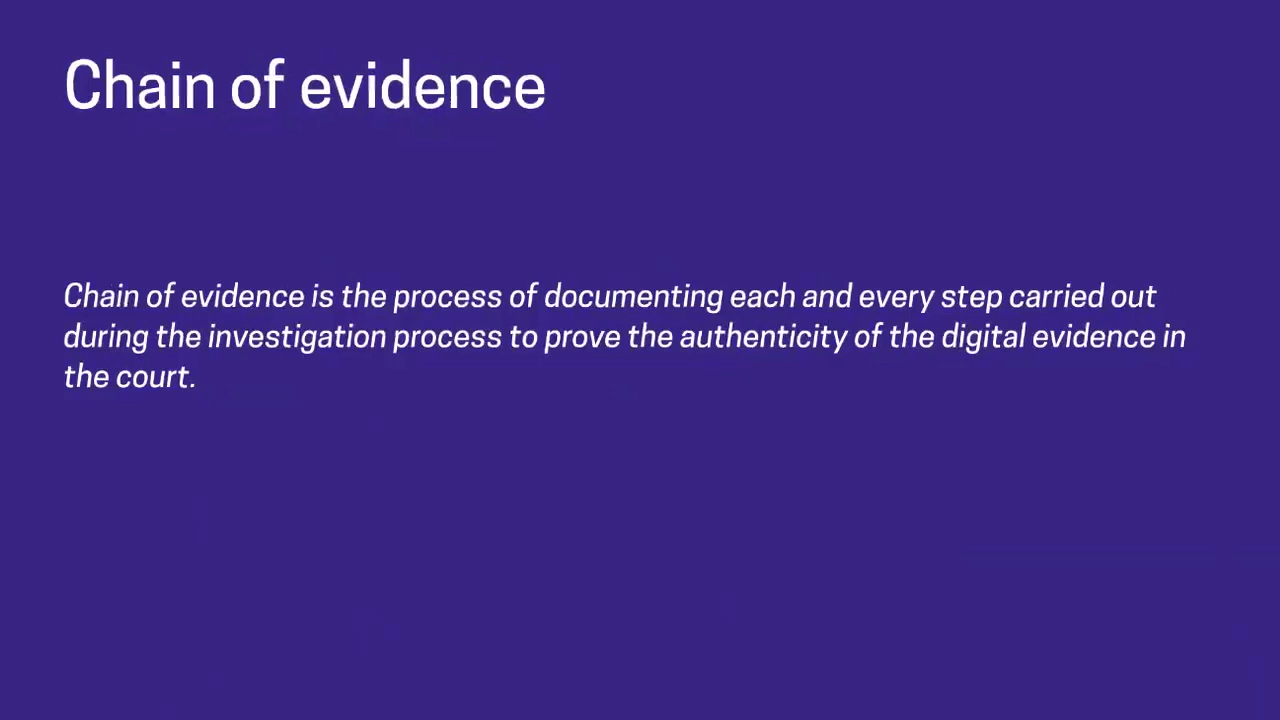 Chain of evidence
Chain of evidence is the process of documenting each and every step carried out
during the investigation process to prove the authenticity of the digital evidence in
the court.